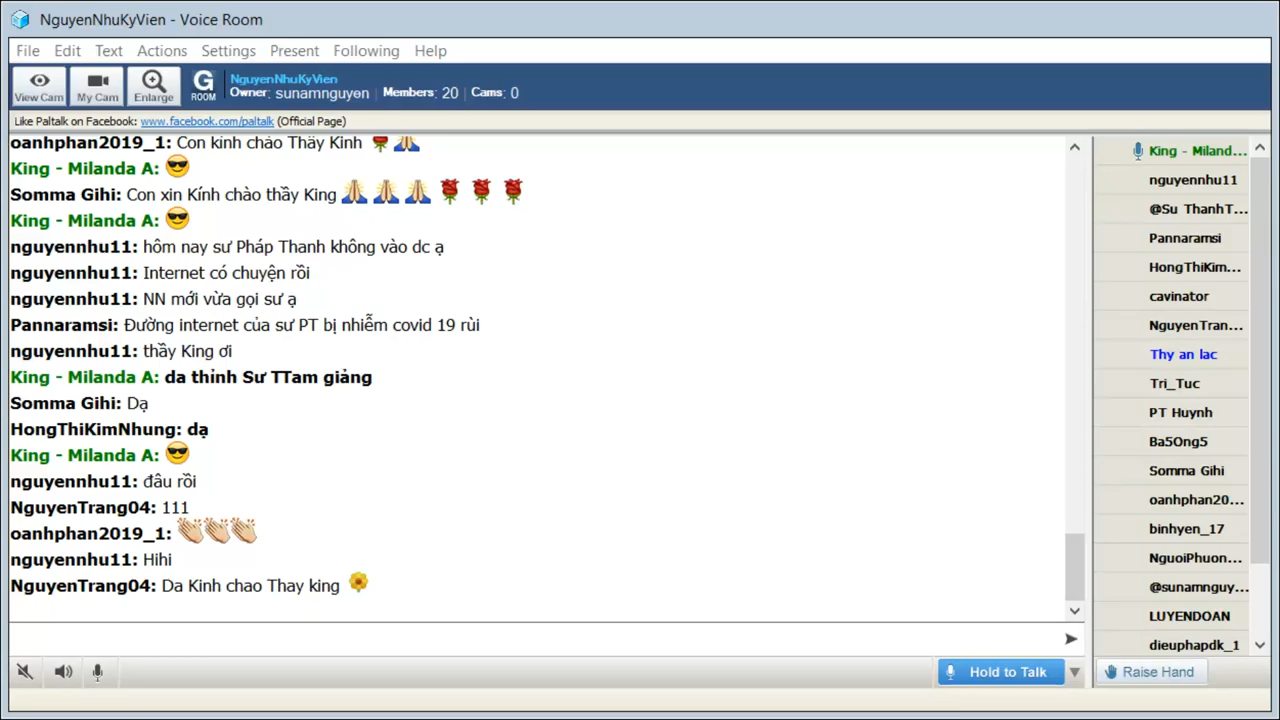 NguyenNhuKyVien - Voice Room
File Edit Text Actions Settings Present Following Help
View Cam My Cam Enlarge G ROOM NguyenNhuKyVien
Owner: sunamnguyen | Members: 20 | Cams: 0
Like Paltalk on Facebook: www.facebook.com/paltalk (Official Page)
oanhphan2019_1: Con kinh chào Thầy Kinh
King - Milanda A:
Somma Gihi: Con xin Kính chào thầy King
King - Milanda A:
nguyennhu11: hôm nay sư Pháp Thanh không vào dc ạ
nguyennhu11: Internet có chuyện rồi
nguyennhu11: NN mới vừa gọi sư ạ
Pannaramsi: Đường internet của sư PT bị nhiễm covid 19 rùi
nguyennhu11: thầy King ơi
King - Milanda A: da thỉnh Sư TTam giảng
Somma Gihi: Dạ
HongThiKimNhung: dạ
King - Milanda A:
nguyennhu11: đâu rồi
NguyenTrang04: 111
oanhphan2019_1:
nguyennhu11: Hihi
NguyenTrang04: Da Kinh chao Thay king
King - Miland...
nguyennhu11
@Su ThanhT...
Pannaramsi
HongThiKim...
cavinator
NguyenTran...
Thy an lac
Tri_Tuc
PT Huynh
Ba5Ong5
Somma Gihi
oanhphan20...
binhyen_17
NguoiPhuon...
@sunamnguy...
LUYENDOAN
dieuphapdk_1
Hold to Talk
Raise Hand